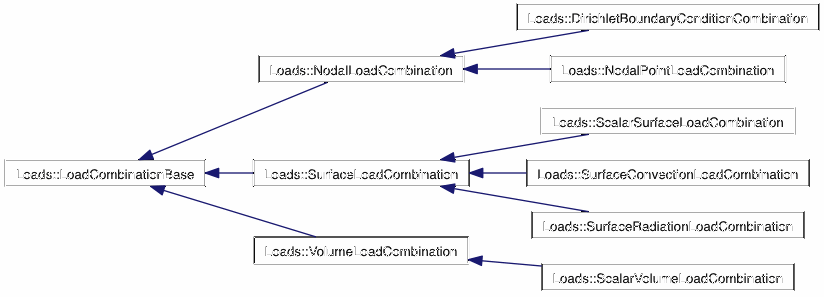 Loads::DirichletBoundaryConditionCombination
Loads::NodalLoadCombination
Loads::NodalPointLoadCombination
Loads::ScalarSurfaceLoadCombination
Loads::LoadCombinationBase
Loads::SurfaceLoadCombination
Loads::SurfaceConvectionLoadCombination
Loads::SurfaceRadiationLoadCombination
Loads::VolumeLoadCombination
Loads::ScalarVolumeLoadCombination